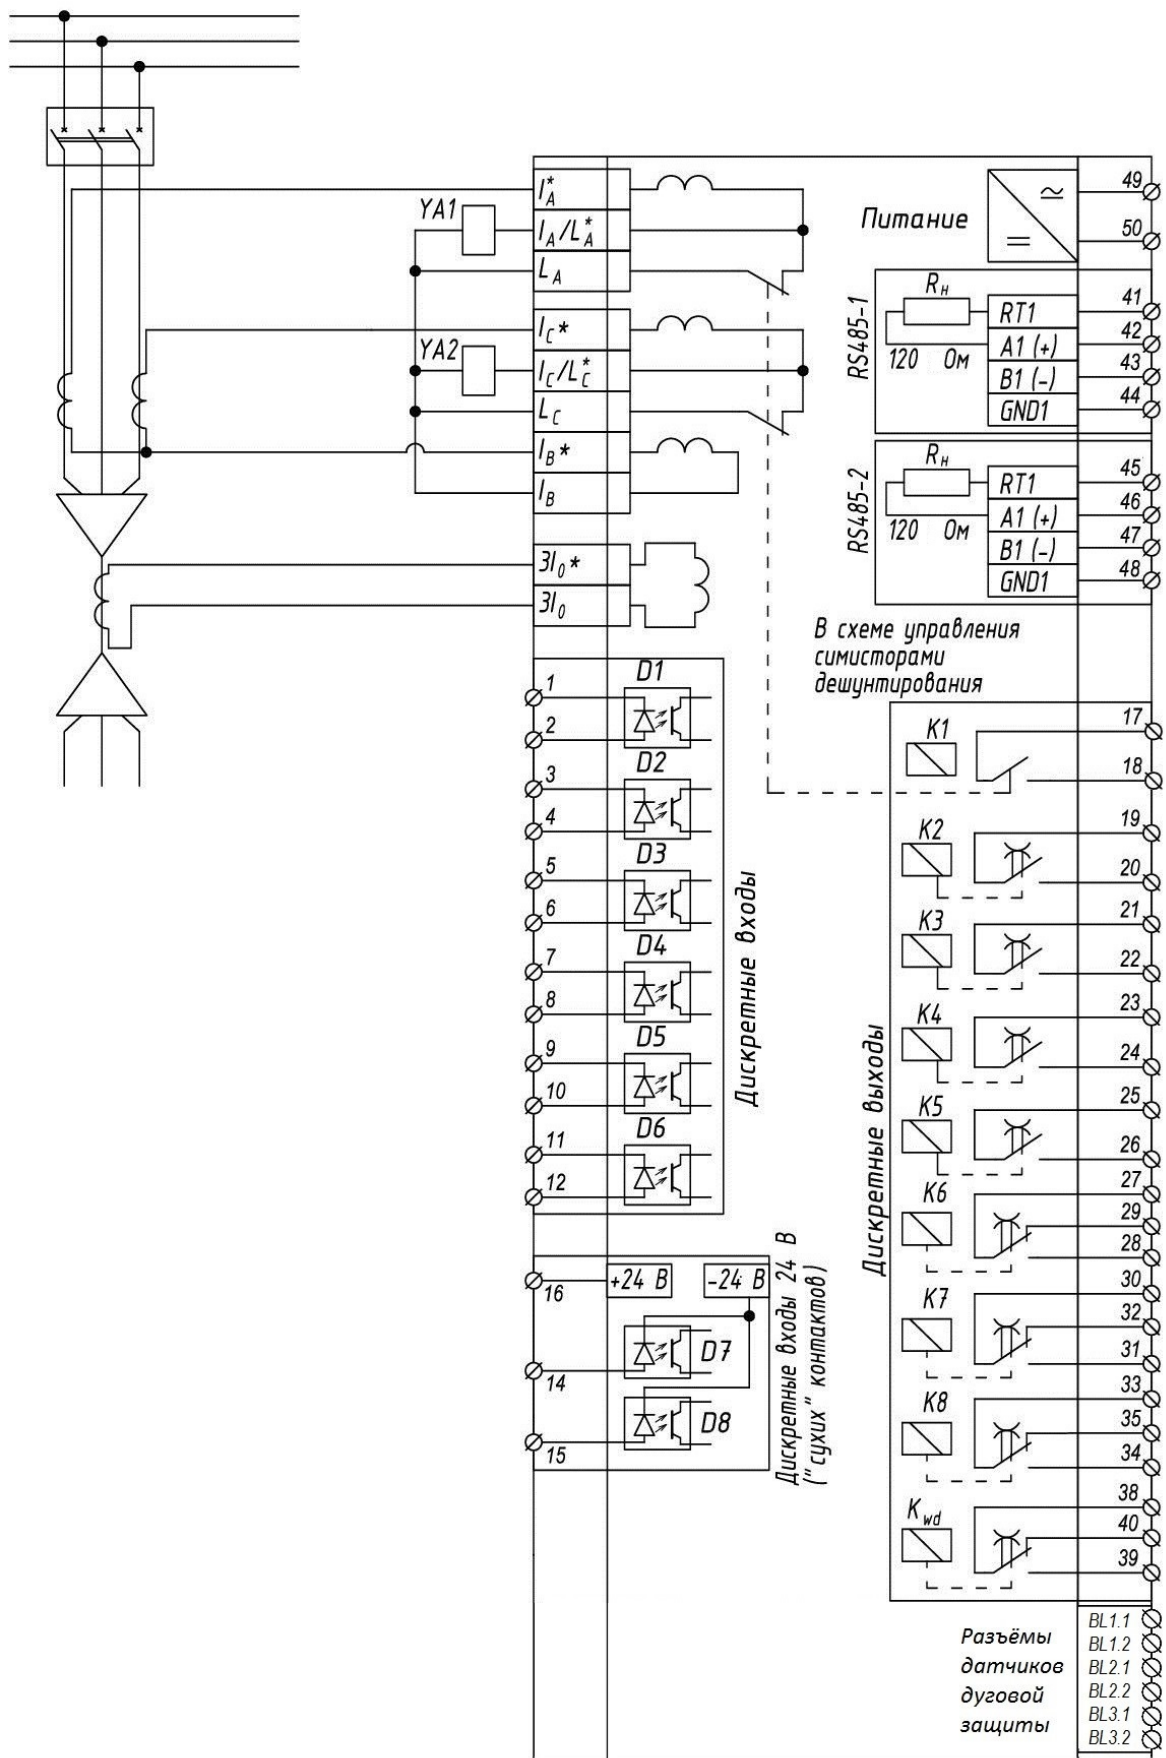 I*A
YA1
IA/L*A
LA
IC*
YA2
IC/L*C
LC
IB*
IB
3I0*
3I0
Питание
49
50
RS485-1
Rн
120 Ом
RT1
A1 (+)
B1 (-)
GND1
41
42
43
44
RS485-2
Rн
120 Ом
RT1
A1 (+)
B1 (-)
GND1
45
46
47
48
В схеме управления
симисторами
дешунтирования
1
2
D1
3
4
D2
5
6
D3
7
8
D4
9
10
D5
11
12
D6
Дискретные входы
16
+24 В
-24 В
14
D7
15
D8
Дискретные входы 24 В
("сухих" контактов)
Дискретные выходы
K1
17
18
K2
19
20
K3
21
22
K4
23
24
K5
25
26
K6
27
29
28
K7
30
32
31
K8
33
35
34
Kwd
38
40
39
Разъёмы
датчиков
дуговой
защиты
BL1.1
BL1.2
BL2.1
BL2.2
BL3.1
BL3.2